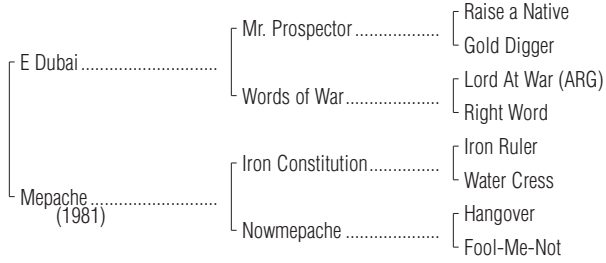 Raise a Native
Mr. Prospector ...................
Gold Digger
E Dubai ..............................
Lord At War (ARG)
Words of War .....................
Right Word
Iron Ruler
Iron Constitution ................
Water Cress
Mepache ............................
(1981)
Hangover
Nowmepache .....................
Fool-Me-Not